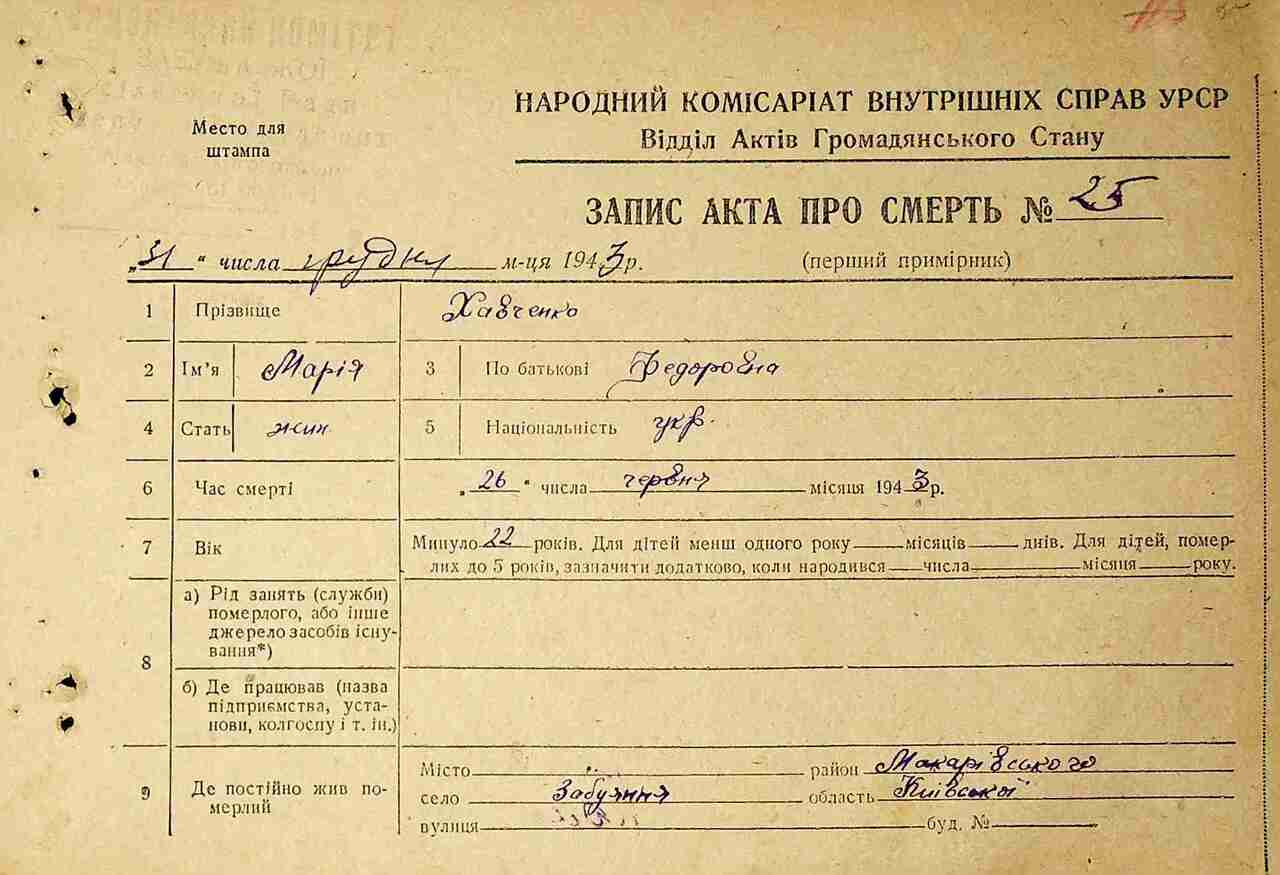 Место для
штампа
НАРОДНИЙ КОМІСАРІАТ ВНУТРІШНІХ СПРАВ УРСР
Відділ Актів Громадянського Стану
ЗАПИС АКТА ПРО СМЕРТЬ № 25
„31“ числа грудня м-ця 1943 р. (перший примірник)
1 Прізвище Хавченко
2 Ім’я Марія 3 По батькові Федоровна
4 Стать жін 5 Національність укр.
6 Час смерті „26“ числа червня місяця 1943 р.
7 Вік Минуло 22 років. Для дітей менш одного року місяців днів. Для дітей, помер-
лих до 5 років, зазначити додатково, коли народився числа місяця року.
8 а) Рід занять (служби)
померлого, або інше
джерело засобів існу-
вання*)
б) Де працював (назва
підприємства, уста-
нови, колгоспу і т. ін.)
9 Де постійно жив по-
мерлий
Місто район Макарівського
село Забуяння область Київської
вулиця буд. №